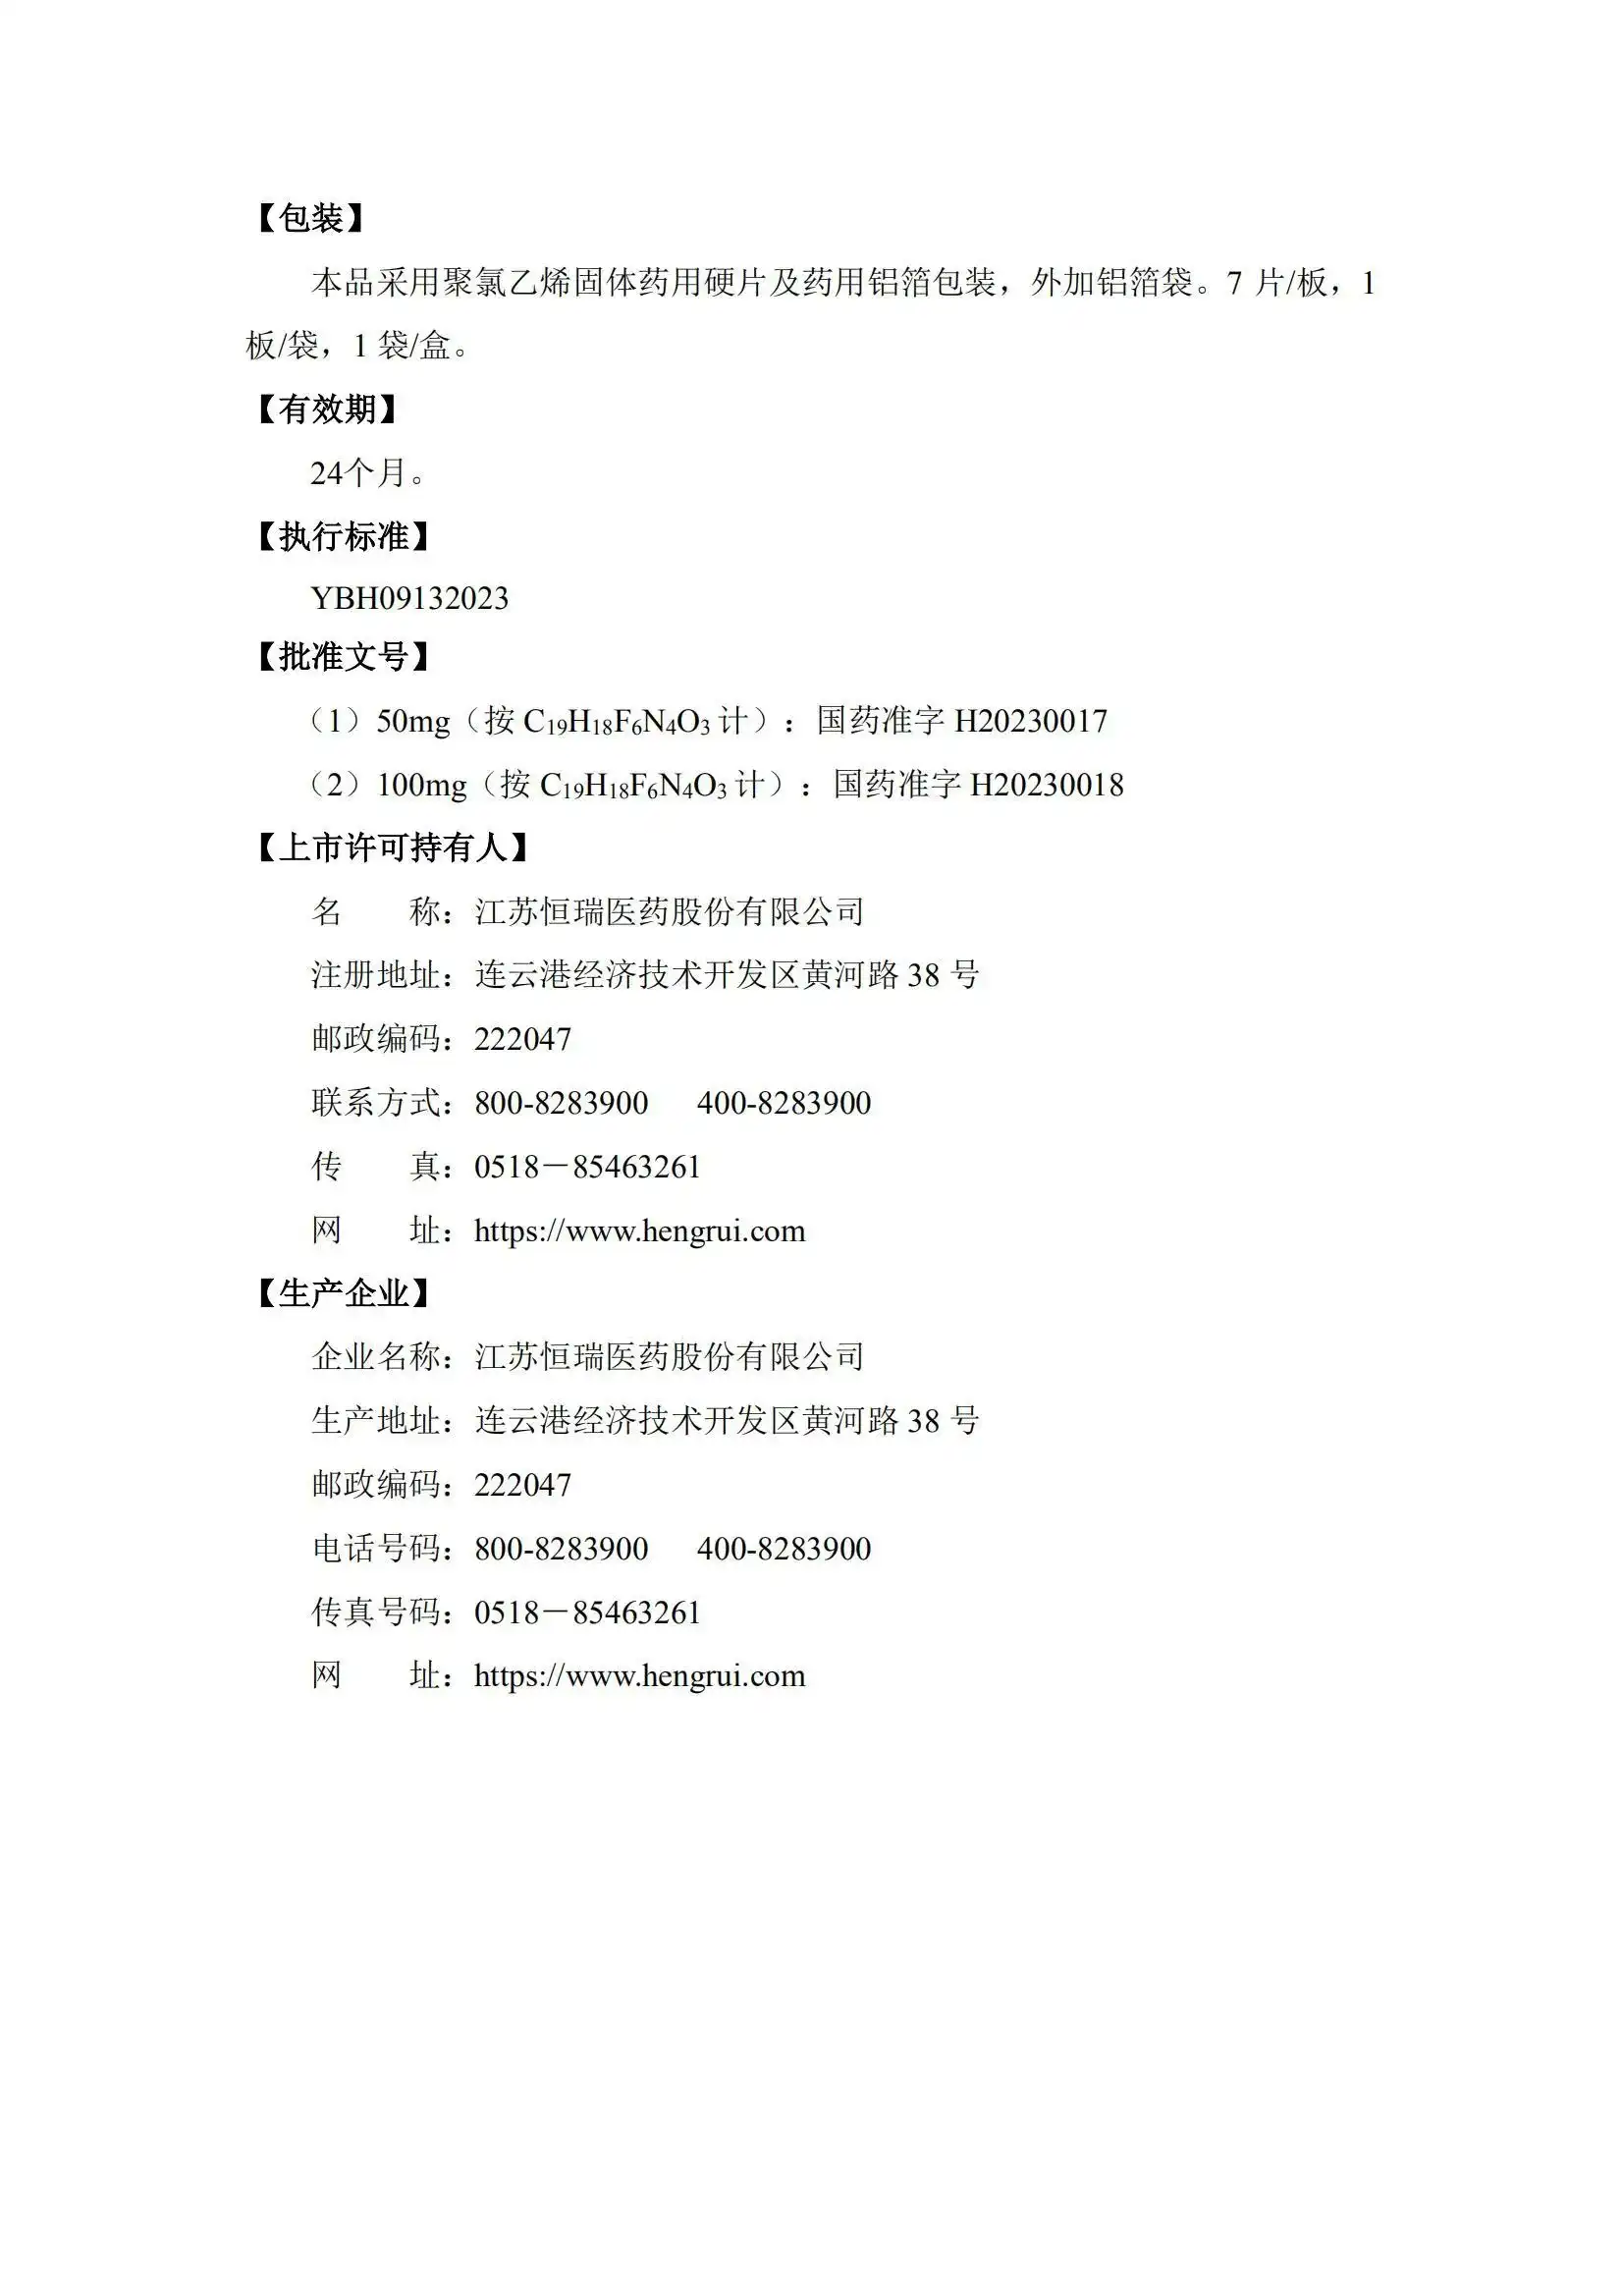 【包装】
本品采用聚氯乙烯固体药用硬片及药用铝箔包装，外加铝箔袋。7 片/板，1
板/袋，1 袋/盒。
【有效期】
24个月。
【执行标准】
YBH09132023
【批准文号】
（1）50mg（按 C₁₉H₁₈F₆N₄O₃ 计）：国药准字 H20230017
（2）100mg（按 C₁₉H₁₈F₆N₄O₃ 计）：国药准字 H20230018
【上市许可持有人】
名　　称：江苏恒瑞医药股份有限公司
注册地址：连云港经济技术开发区黄河路 38 号
邮政编码：222047
联系方式：800-8283900　400-8283900
传　　真：0518－85463261
网　　址：https://www.hengrui.com
【生产企业】
企业名称：江苏恒瑞医药股份有限公司
生产地址：连云港经济技术开发区黄河路 38 号
邮政编码：222047
电话号码：800-8283900　400-8283900
传真号码：0518－85463261
网　　址：https://www.hengrui.com